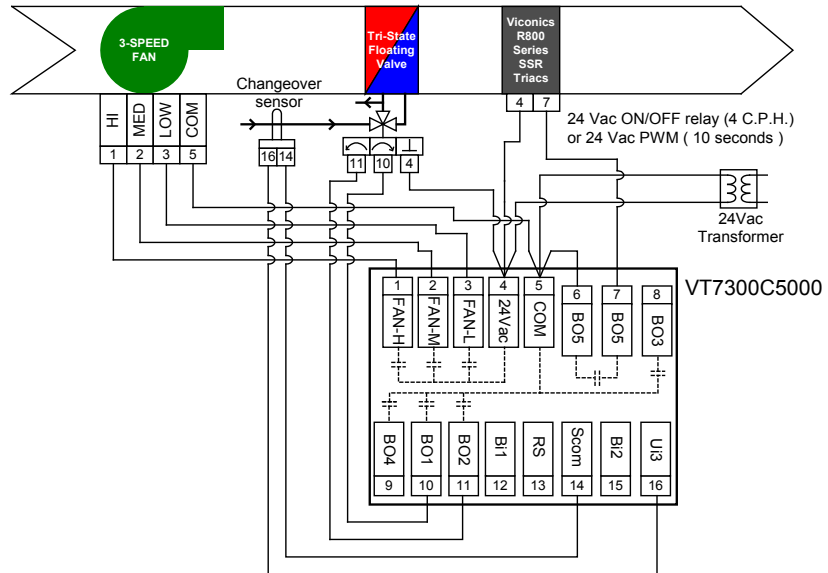 3-SPEED
FAN
Tri-State
Floating
Valve
Viconics
R800
Series
SSR
Triacs
Changeover
sensor
HI
MED
LOW
COM
1
2
3
5
16
14
11
10
4
4
7
24 Vac ON/OFF relay (4 C.P.H.)
or 24 Vac PWM ( 10 seconds )
24Vac
Transformer
VT7300C5000
1
2
3
4
5
6
7
8
FAN-H
FAN-M
FAN-L
24Vac
COM
BO5
BO5
BO3
BO4
BO1
BO2
Bi1
RS
Scom
Bi2
Ui3
9
10
11
12
13
14
15
16